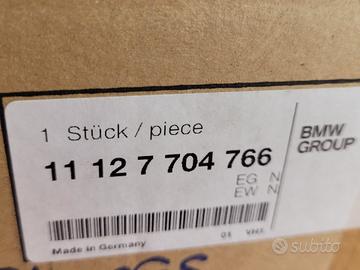 1 Stück / piece
BMW
GROUP
11 12 7 704 766
EG N
EW N
Made in Germany
subito